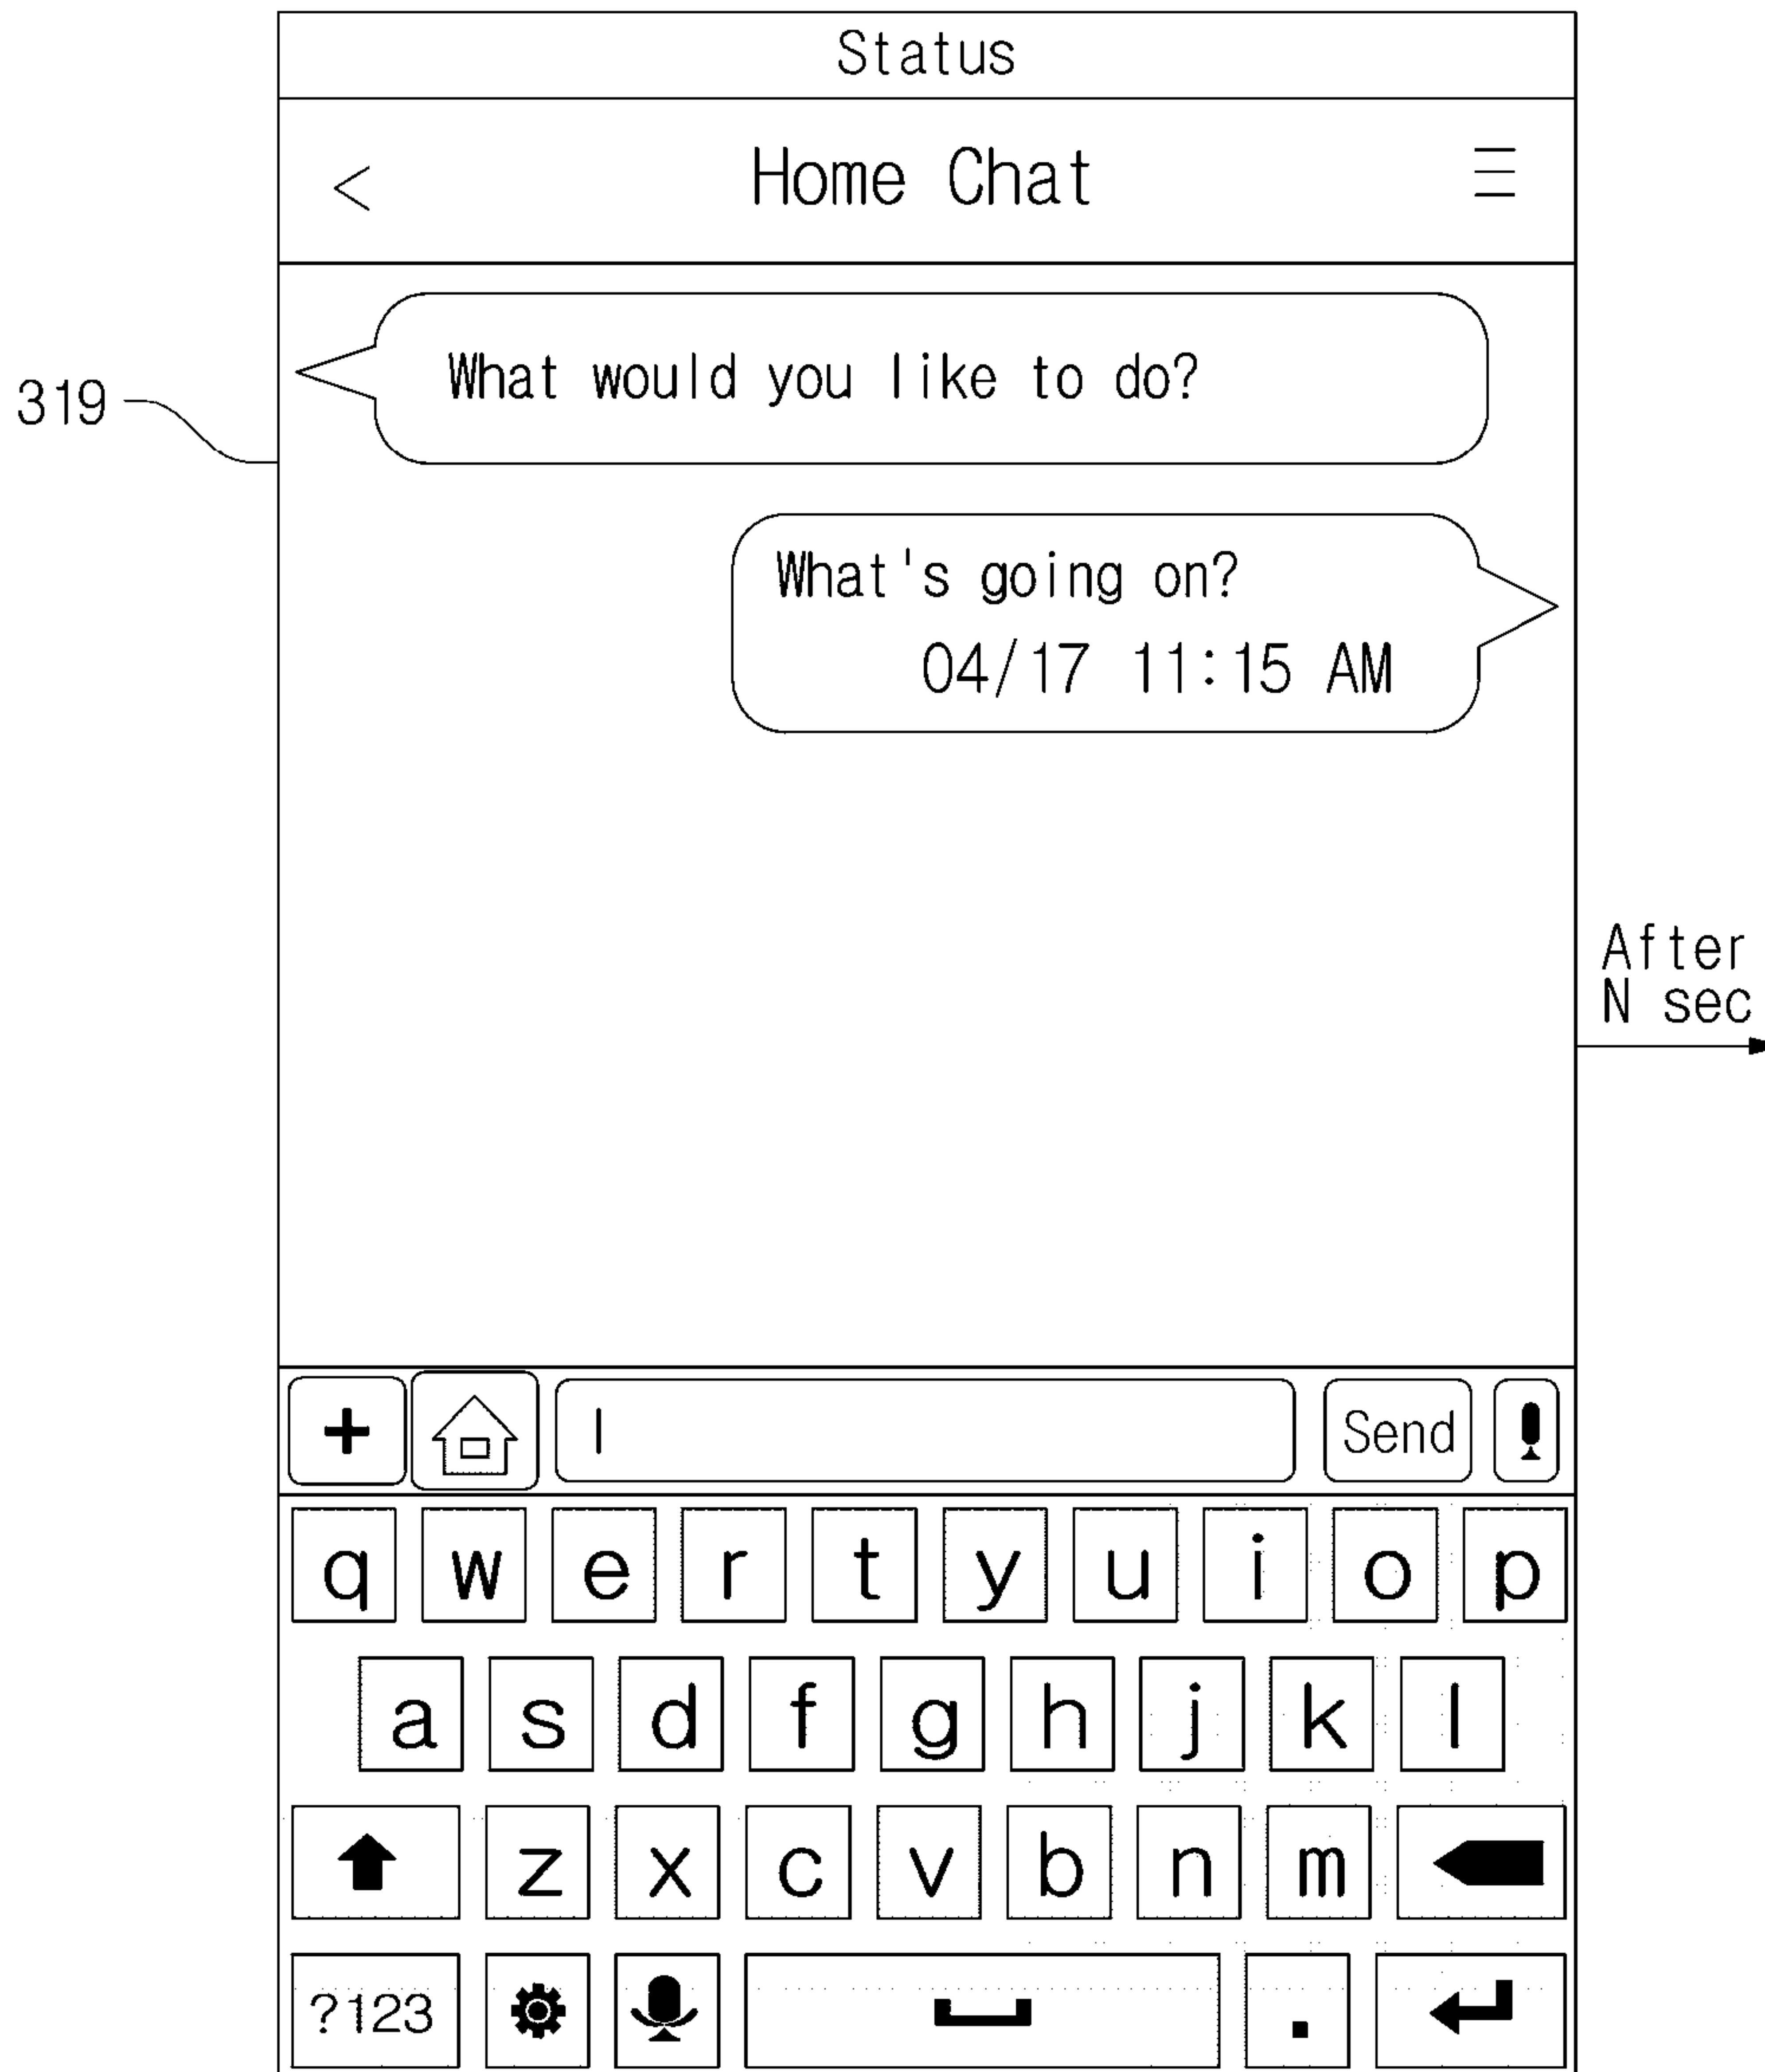 Status
< Home Chat
What would you like to do?
319
What's going on?
04/17 11:15 AM
After
N sec
+ Send
q w e r t y u i o p
a s d f g h j k l
z x c v b n m
?123 .